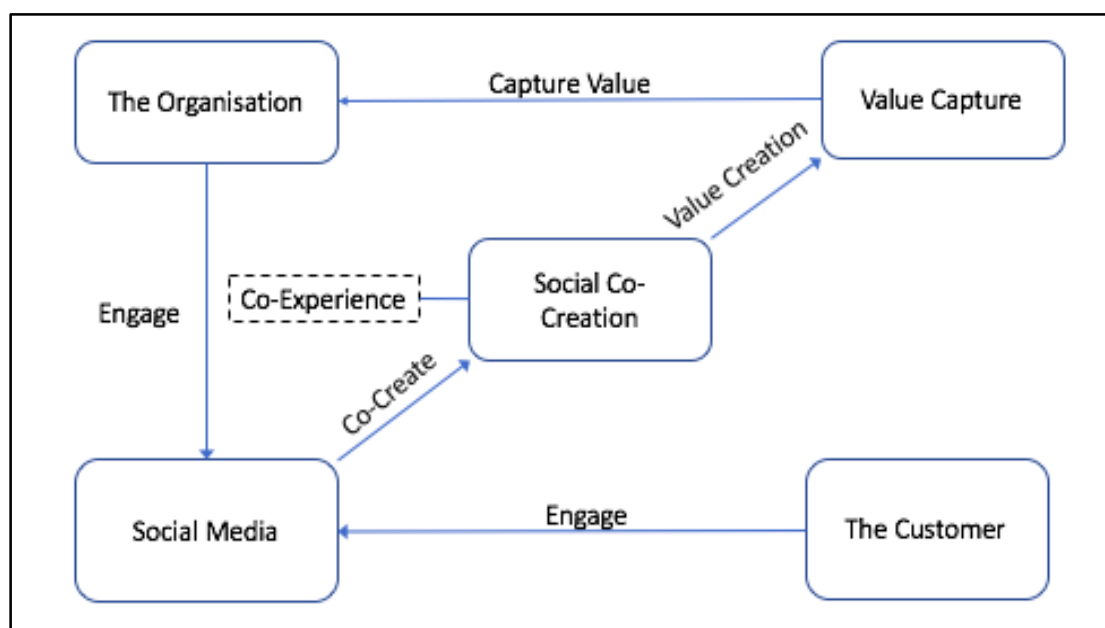 The Organisation
Capture Value
Value Capture
Value Creation
Co-Experience
Social Co-
Creation
Engage
Co-Create
Social Media
Engage
The Customer